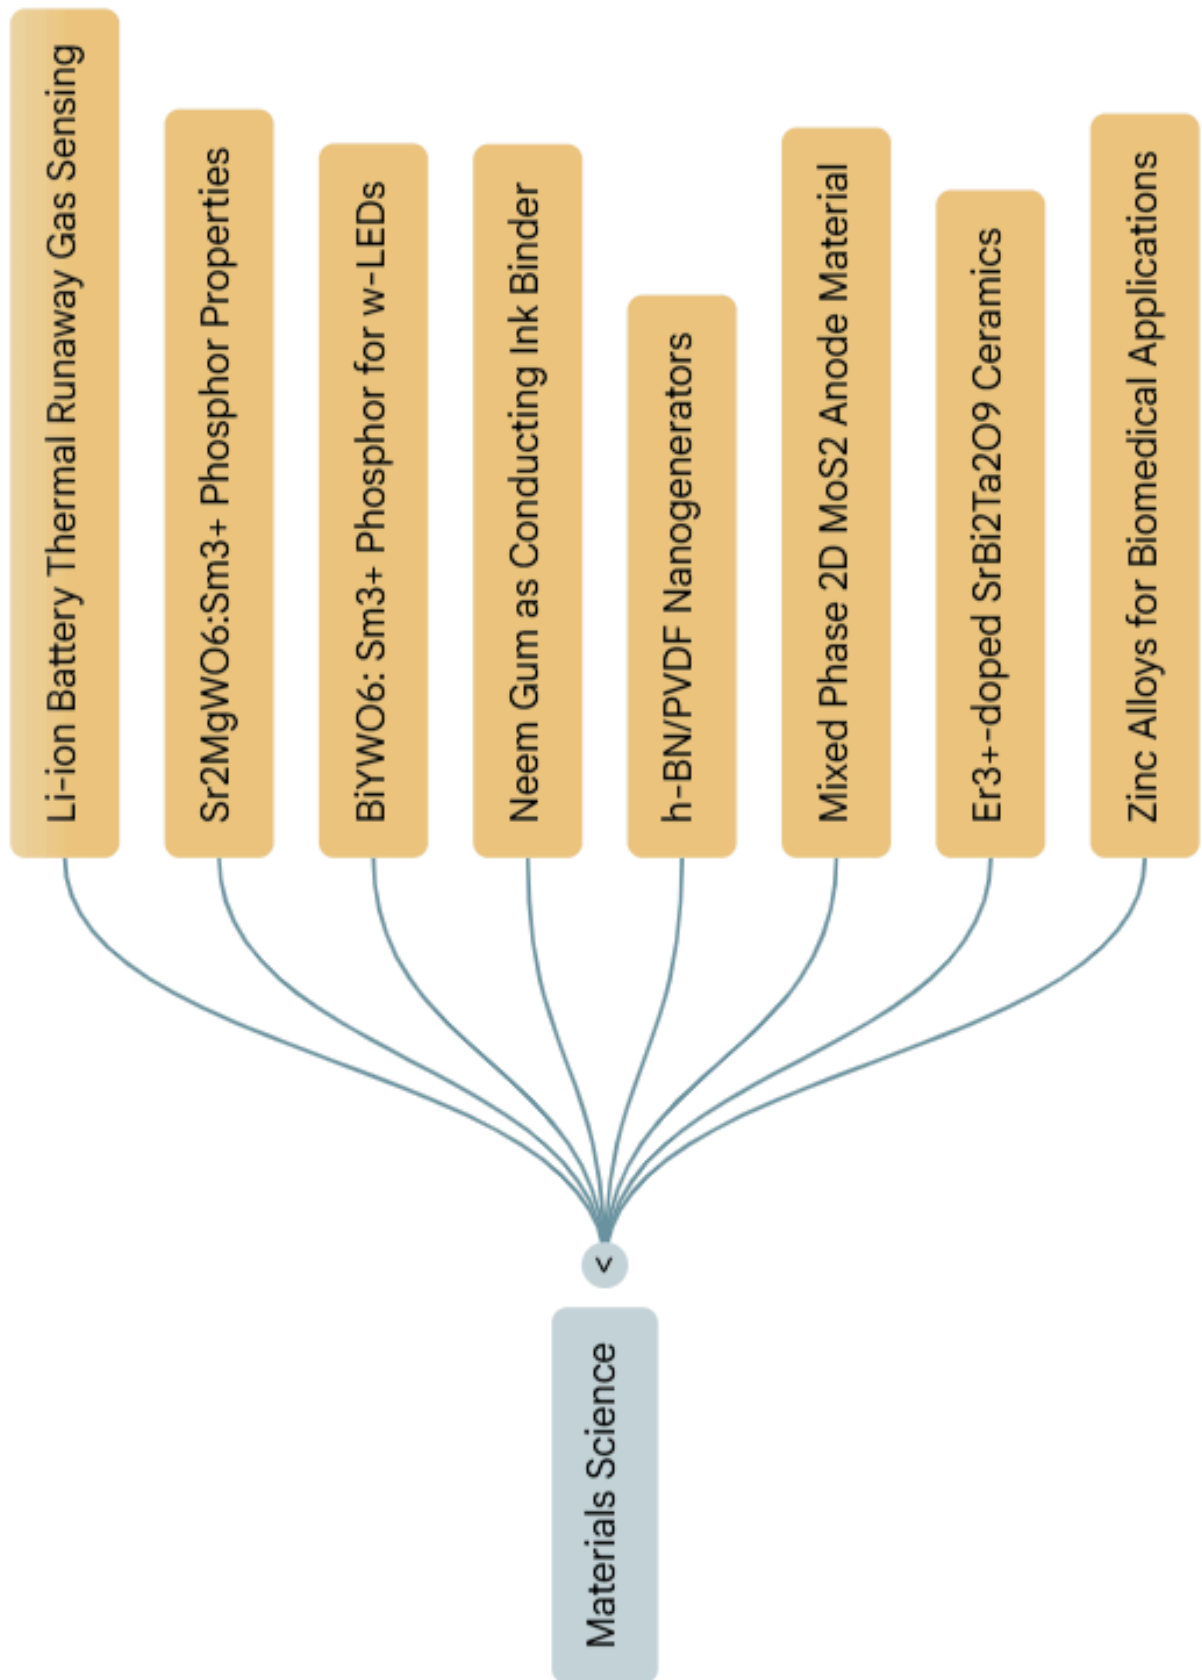 Li-ion Battery Thermal Runaway Gas Sensing
Sr2MgWO6:Sm3+ Phosphor Properties
BiYWO6: Sm3+ Phosphor for w-LEDs
Neem Gum as Conducting Ink Binder
h-BN/PVDF Nanogenerators
Mixed Phase 2D MoS2 Anode Material
Er3+-doped SrBi2Ta2O9 Ceramics
Zinc Alloys for Biomedical Applications
<
Materials Science